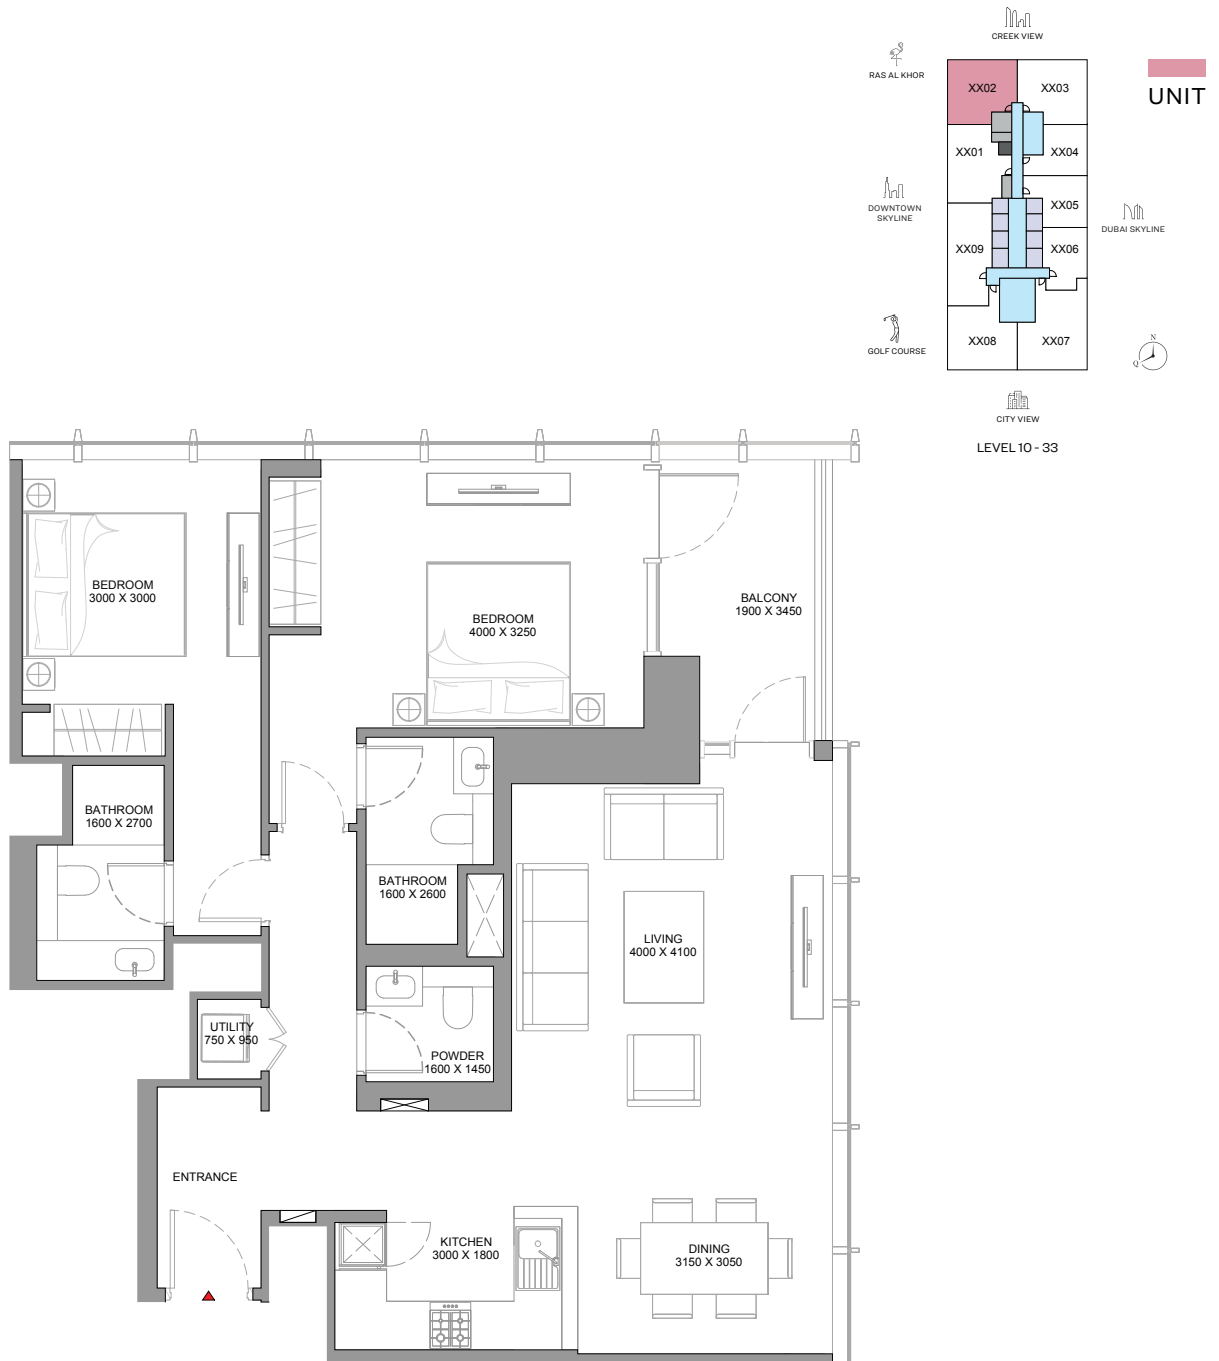 CREEK VIEW
RAS AL KHOR
XX02
XX03
UNIT
XX01
XX04
DOWNTOWN
SKYLINE
XX05
DUBAI SKYLINE
XX09
XX06
GOLF COURSE
XX08
XX07
N
Q
CITY VIEW
LEVEL 10 - 33
BEDROOM
3000 X 3000
BEDROOM
4000 X 3250
BALCONY
1900 X 3450
BATHROOM
1600 X 2700
BATHROOM
1600 X 2600
LIVING
4000 X 4100
UTILITY
750 X 950
POWDER
1600 X 1450
ENTRANCE
KITCHEN
3000 X 1800
DINING
3150 X 3050